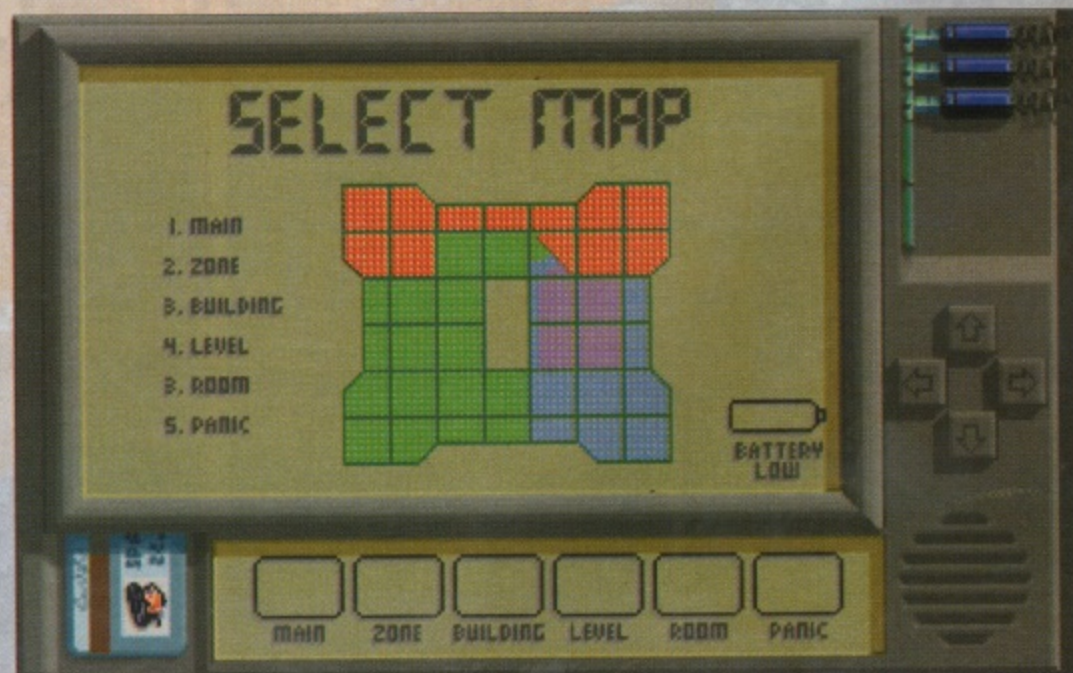 SELECT MAP
1. MAIN
2. ZONE
3. BUILDING
4. LEVEL
3. ROOM
5. PANIC
BATTERY
LOW
MAIN ZONE BUILDING LEVEL ROOM PANIC